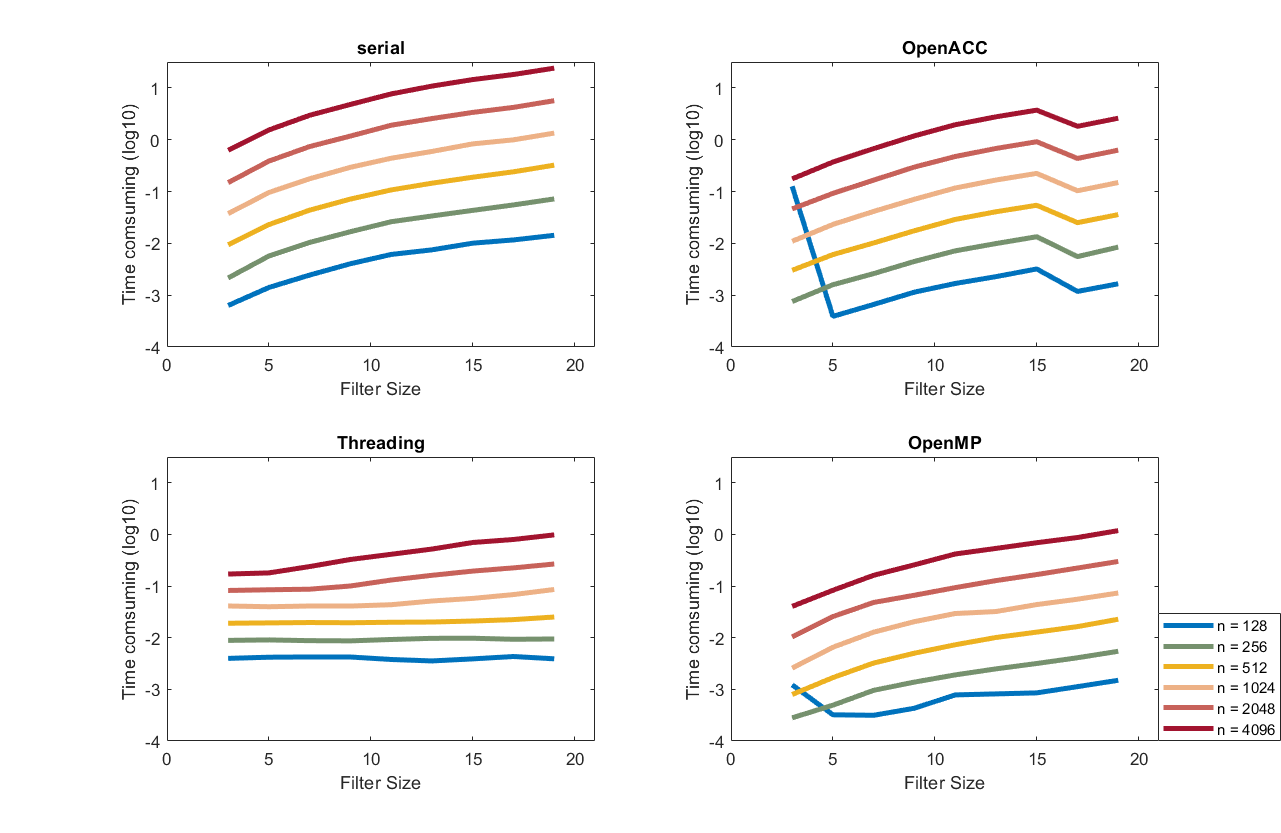 serial
Time comsuming (log10)
1
0
-1
-2
-3
-4
0 5 10 15 20
Filter Size
OpenACC
Time comsuming (log10)
1
0
-1
-2
-3
-4
0 5 10 15 20
Filter Size
Threading
Time comsuming (log10)
1
0
-1
-2
-3
-4
0 5 10 15 20
Filter Size
OpenMP
Time comsuming (log10)
1
0
-1
-2
-3
-4
0 5 10 15 20
Filter Size
n = 128
n = 256
n = 512
n = 1024
n = 2048
n = 4096